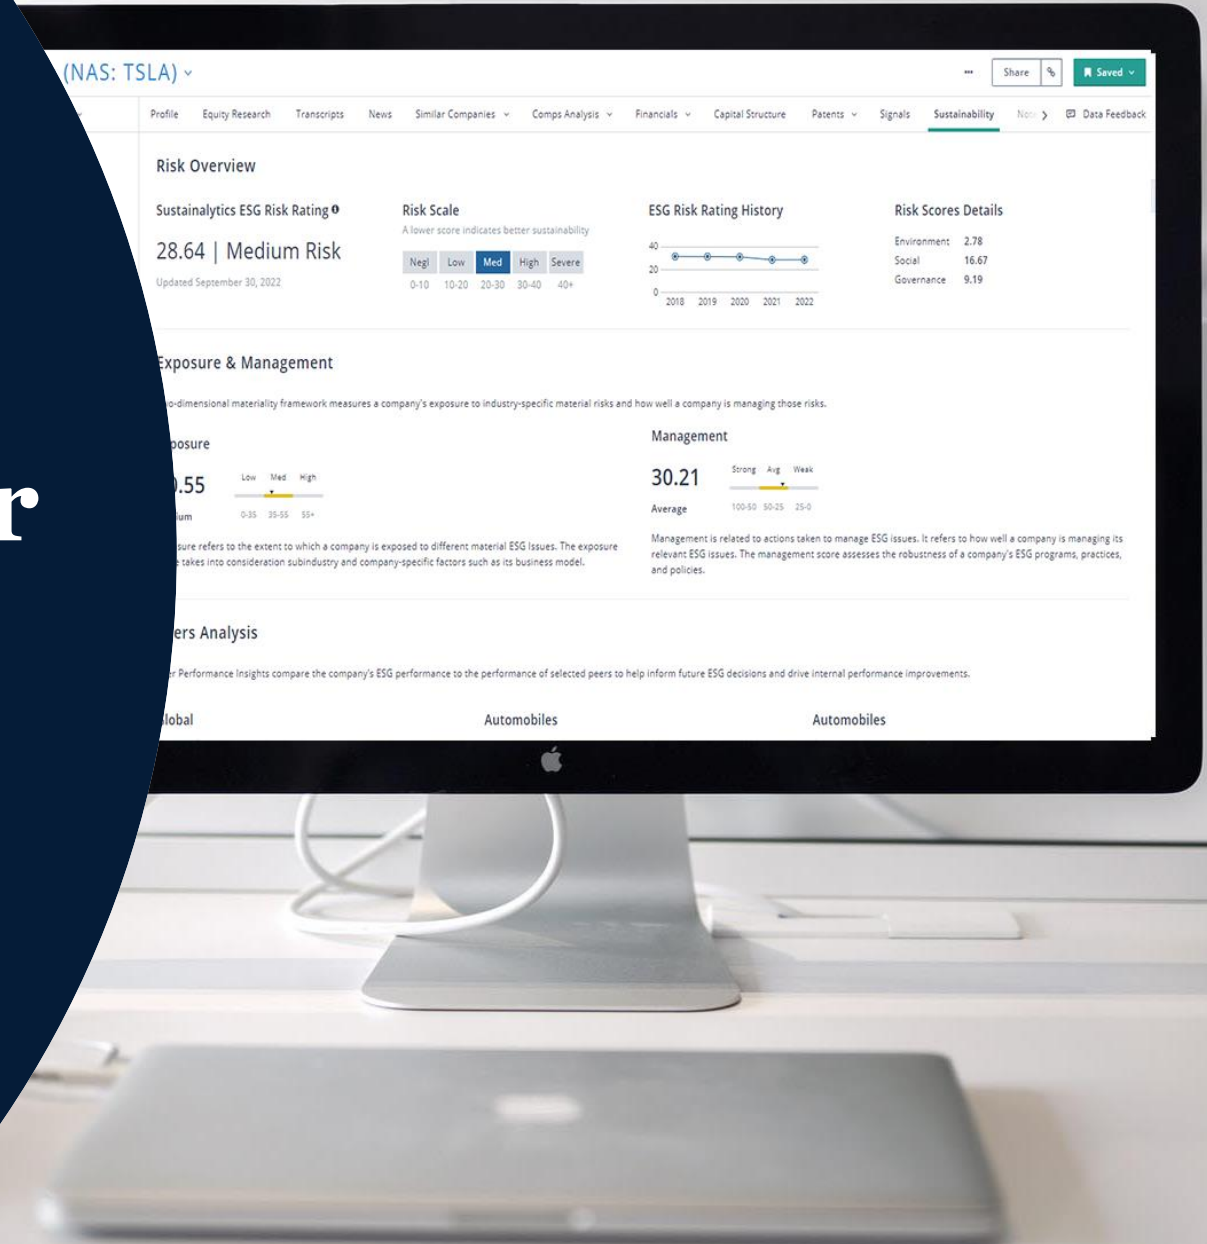 r
(NAS: TSLA)
Share
Saved
Profile Equity Research Transcripts News Similar Companies Comps Analysis Financials Capital Structure Patents Signals Sustainability Data Feedback
Risk Overview
Sustainalytics ESG Risk Rating
28.64 | Medium Risk
Updated September 30, 2022
Risk Scale
A lower score indicates better sustainability
Negl Low Med High Severe
0-10 10-20 20-30 30-40 40+
ESG Risk Rating History
40
20
0
2018 2019 2020 2021 2022
Risk Scores Details
Environment 2.78
Social 16.67
Governance 9.19
Exposure & Management
o-dimensional materiality framework measures a company's exposure to industry-specific material risks and how well a company is managing those risks.
posure
.55
Low Med High
ium
0-35 35-55 55+
sure refers to the extent to which a company is exposed to different material ESG Issues. The exposure
takes into consideration subindustry and company-specific factors such as its business model.
Management
30.21
Strong Avg Weak
Average
100-50 50-25 25-0
Management is related to actions taken to manage ESG issues. It refers to how well a company is managing its
relevant ESG issues. The management score assesses the robustness of a company's ESG programs, practices,
and policies.
ers Analysis
r Performance Insights compare the company's ESG performance to the performance of selected peers to help inform future ESG decisions and drive internal performance improvements.
lobal Automobiles Automobiles